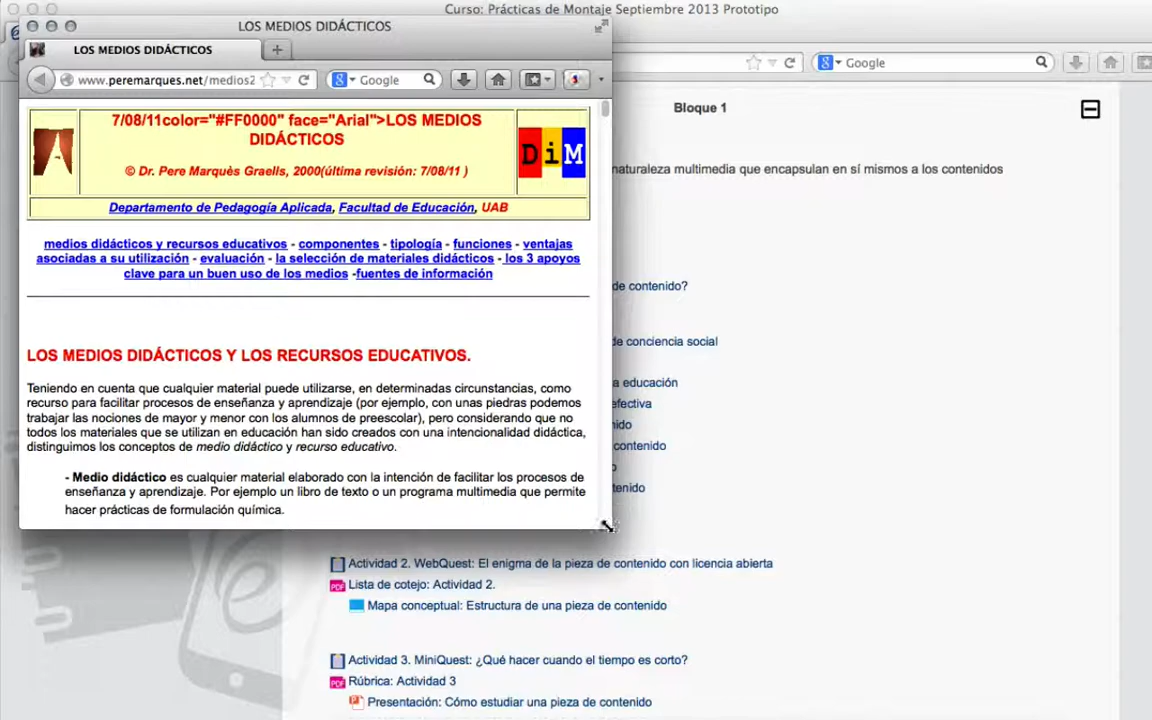 Curso: Prácticas de Montaje Septiembre 2013 Prototipo
LOS MEDIOS DIDÁCTICOS
LOS MEDIOS DIDÁCTICOS
www.peremarques.net/medios2
Google
Google
7/08/11color="#FF0000" face="Arial">LOS MEDIOS
DIDÁCTICOS
© Dr. Pere Marquès Graells, 2000(última revisión: 7/08/11 )
DiM
Departamento de Pedagogía Aplicada, Facultad de Educación, UAB
medios didácticos y recursos educativos - componentes - tipología - funciones - ventajas
asociadas a su utilización - evaluación - la selección de materiales didácticos - los 3 apoyos
clave para un buen uso de los medios -fuentes de información
LOS MEDIOS DIDÁCTICOS Y LOS RECURSOS EDUCATIVOS.
Teniendo en cuenta que cualquier material puede utilizarse, en determinadas circunstancias, como
recurso para facilitar procesos de enseñanza y aprendizaje (por ejemplo, con unas piedras podemos
trabajar las nociones de mayor y menor con los alumnos de preescolar), pero considerando que no
todos los materiales que se utilizan en educación han sido creados con una intencionalidad didáctica,
distinguimos los conceptos de medio didáctico y recurso educativo.
- Medio didáctico es cualquier material elaborado con la intención de facilitar los procesos de
enseñanza y aprendizaje. Por ejemplo un libro de texto o un programa multimedia que permite
hacer prácticas de formulación química.
Bloque 1
naturaleza multimedia que encapsulan en sí mismos a los contenidos
de contenido?
de conciencia social
a educación
efectiva
ido
contenido
o
tenido
Actividad 2. WebQuest: El enigma de la pieza de contenido con licencia abierta
PDF Lista de cotejo: Actividad 2.
Mapa conceptual: Estructura de una pieza de contenido
Actividad 3. MiniQuest: ¿Qué hacer cuando el tiempo es corto?
PDF Rúbrica: Actividad 3
Presentación: Cómo estudiar una pieza de contenido